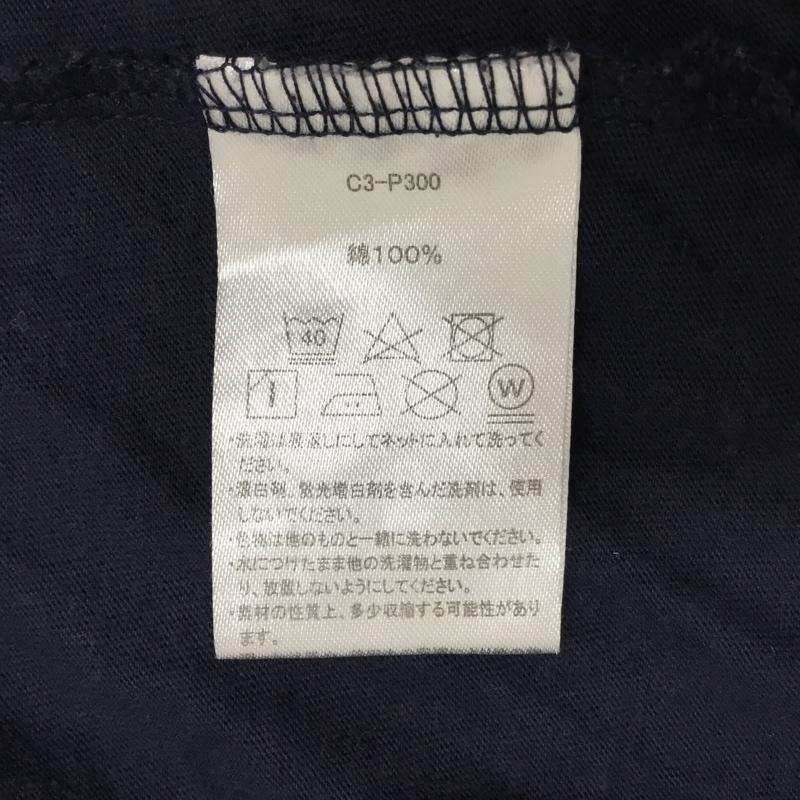 C3-P300
綿100%
40
W
・洗濯は裏返しにしてネットに入れて洗ってく
ださい。
・漂白剤、蛍光増白剤を含んだ洗剤は、使用
しないでください。
・色物は他のものと一緒に洗わないでください。
・水につけたまま他の洗濯物と重ね合わせた
り、放置しないようにしてください。
・素材の性質上、多少収縮する可能性があり
ます。